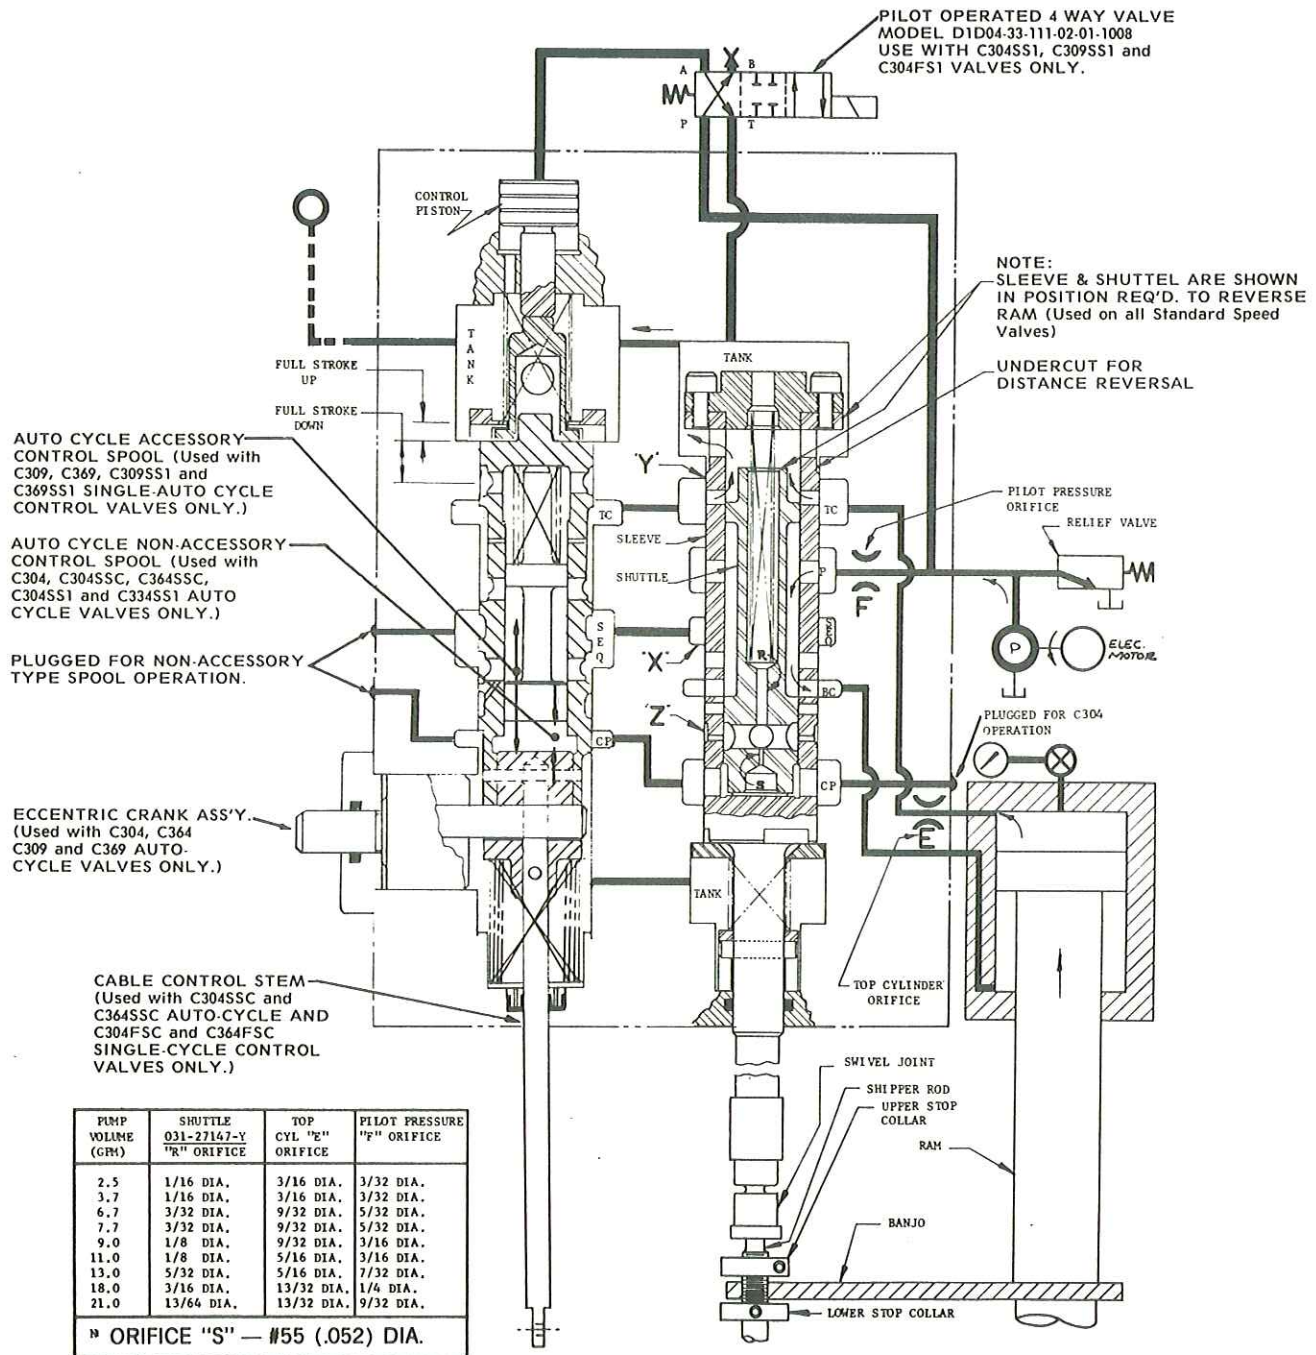 PILOT OPERATED 4 WAY VALVE
MODEL D1D04-33-111-02-01-1008
USE WITH C304SS1, C309SS1 and
C304FS1 VALVES ONLY.
A
B
P
T
CONTROL
PISTON
NOTE:
SLEEVE & SHUTTEL ARE SHOWN
IN POSITION REQ'D. TO REVERSE
RAM (Used on all Standard Speed
Valves)
TANK
TANK
FULL STROKE
UP
FULL STROKE
DOWN
UNDERCUT FOR
DISTANCE REVERSAL
AUTO CYCLE ACCESSORY
CONTROL SPOOL (Used with
C309, C369, C309SS1 and
C369SS1 SINGLE-AUTO CYCLE
CONTROL VALVES ONLY.)
"Y"
PILOT PRESSURE
ORIFICE
RELIEF VALVE
TC
TC
SLEEVE
AUTO CYCLE NON-ACCESSORY
CONTROL SPOOL (Used with
C304, C304SSC, C364SSC,
C304SS1 and C334SS1 AUTO
CYCLE VALVES ONLY.)
SHUTTLE
P
F
SEQ
P
ELEC.
MOTOR
"X"
R
PLUGGED FOR NON-ACCESSORY
TYPE SPOOL OPERATION.
BC
"Z"
PLUGGED FOR C304
OPERATION
CP
S
CP
ECCENTRIC CRANK ASS'Y.
(Used with C304, C364
C309 and C369 AUTO-
CYCLE VALVES ONLY.)
E
TANK
CABLE CONTROL STEM
(Used with C304SSC and
C364SSC AUTO-CYCLE AND
C304FSC and C364FSC
SINGLE-CYCLE CONTROL
VALVES ONLY.)
TOP CYLINDER
ORIFICE
SWIVEL JOINT
SHIPPER ROD
UPPER STOP
COLLAR
RAM
BANJO
LOWER STOP COLLAR
PUMP VOLUME (GPM) SHUTTLE 031-27147-Y "R" ORIFICE TOP CYL "E" ORIFICE PILOT PRESSURE "F" ORIFICE
2.5 1/16 DIA. 3/16 DIA. 3/32 DIA.
3.7 1/16 DIA. 3/16 DIA. 3/32 DIA.
6.7 3/32 DIA. 9/32 DIA. 5/32 DIA.
7.7 3/32 DIA. 9/32 DIA. 5/32 DIA.
9.0 1/8 DIA. 9/32 DIA. 3/16 DIA.
11.0 1/8 DIA. 5/16 DIA. 3/16 DIA.
13.0 5/32 DIA. 5/16 DIA. 7/32 DIA.
18.0 3/16 DIA. 13/32 DIA. 1/4 DIA.
21.0 13/64 DIA. 13/32 DIA. 9/32 DIA.
ORIFICE "S" — #55 (.052) DIA.